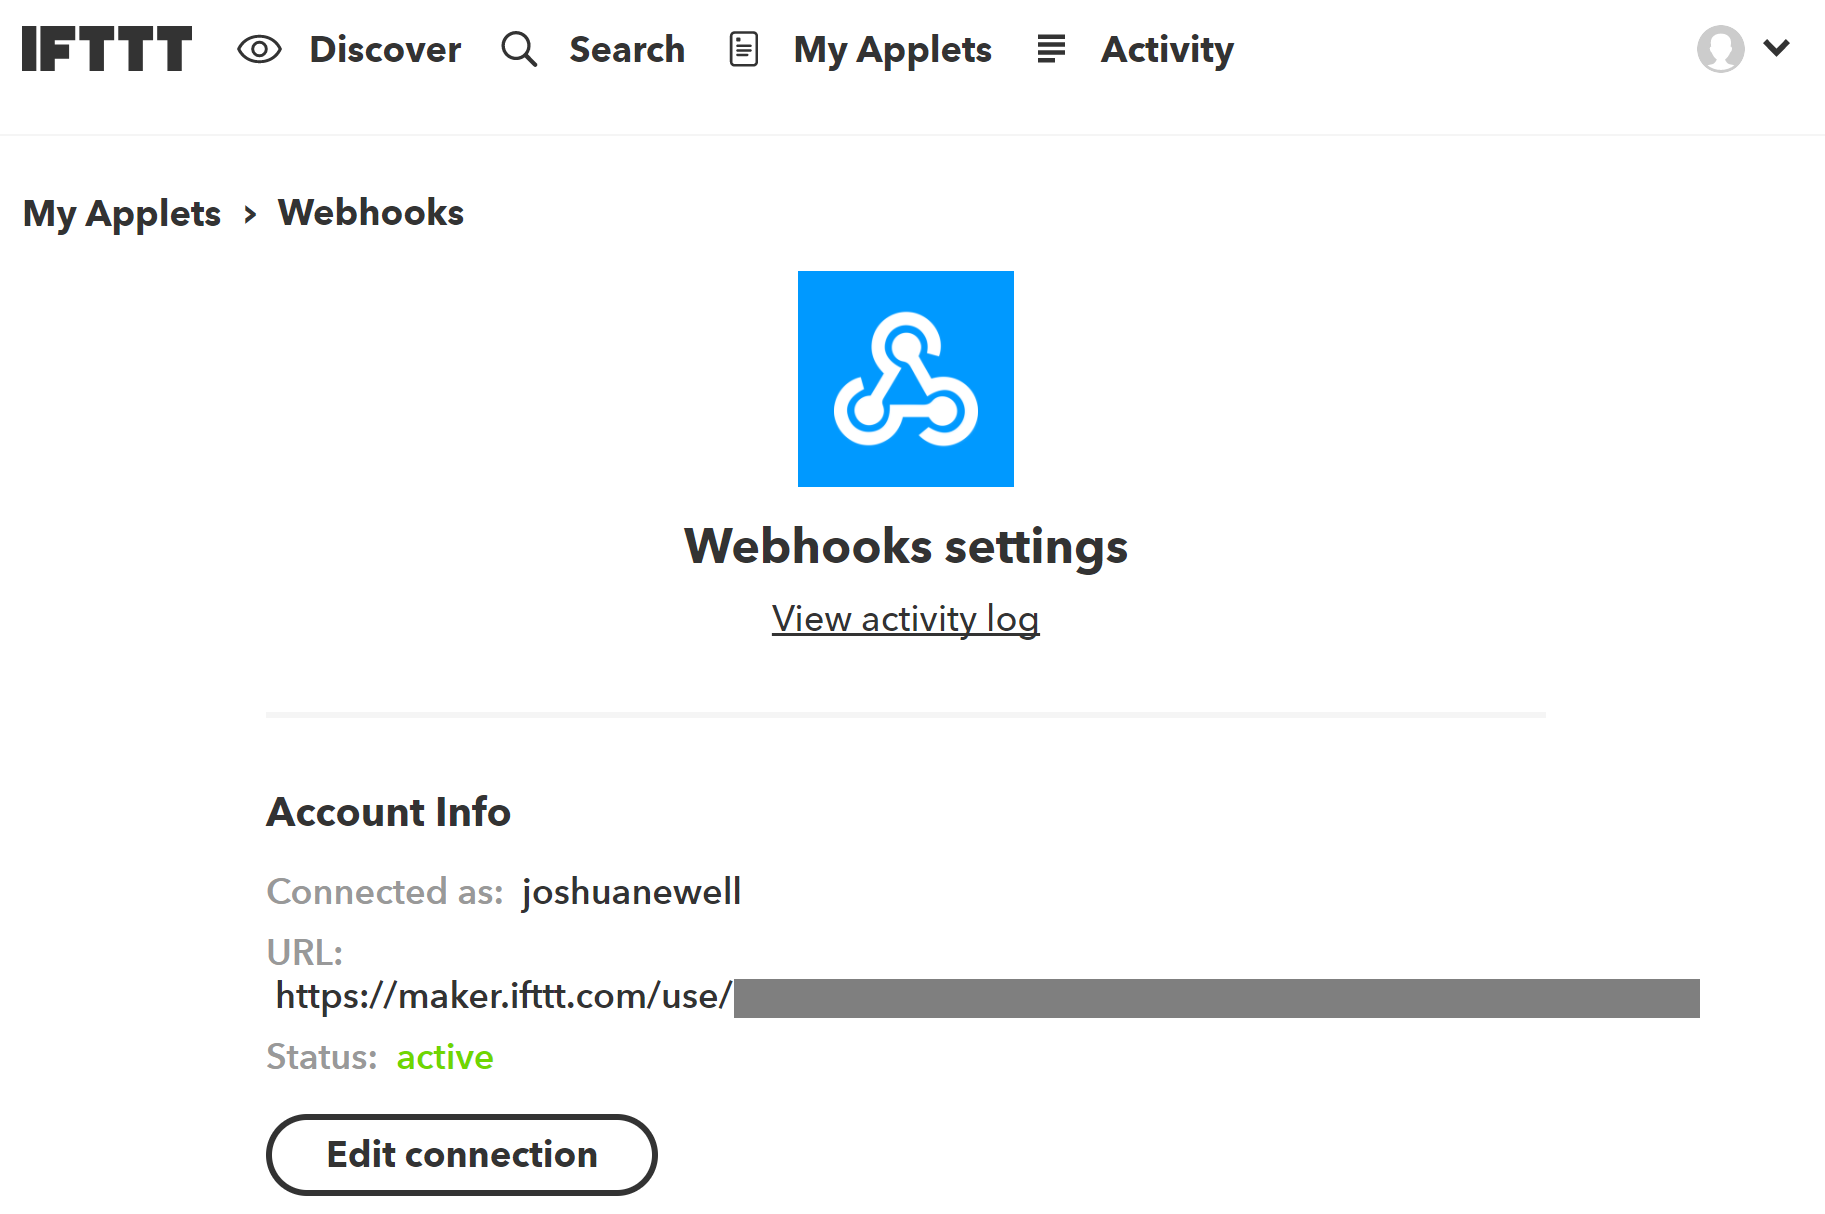 IFTTT Discover Search My Applets Activity
My Applets › Webhooks
Webhooks settings
View activity log
Account Info
Connected as: joshuanewell
URL:
https://maker.ifttt.com/use/
Status: active
Edit connection